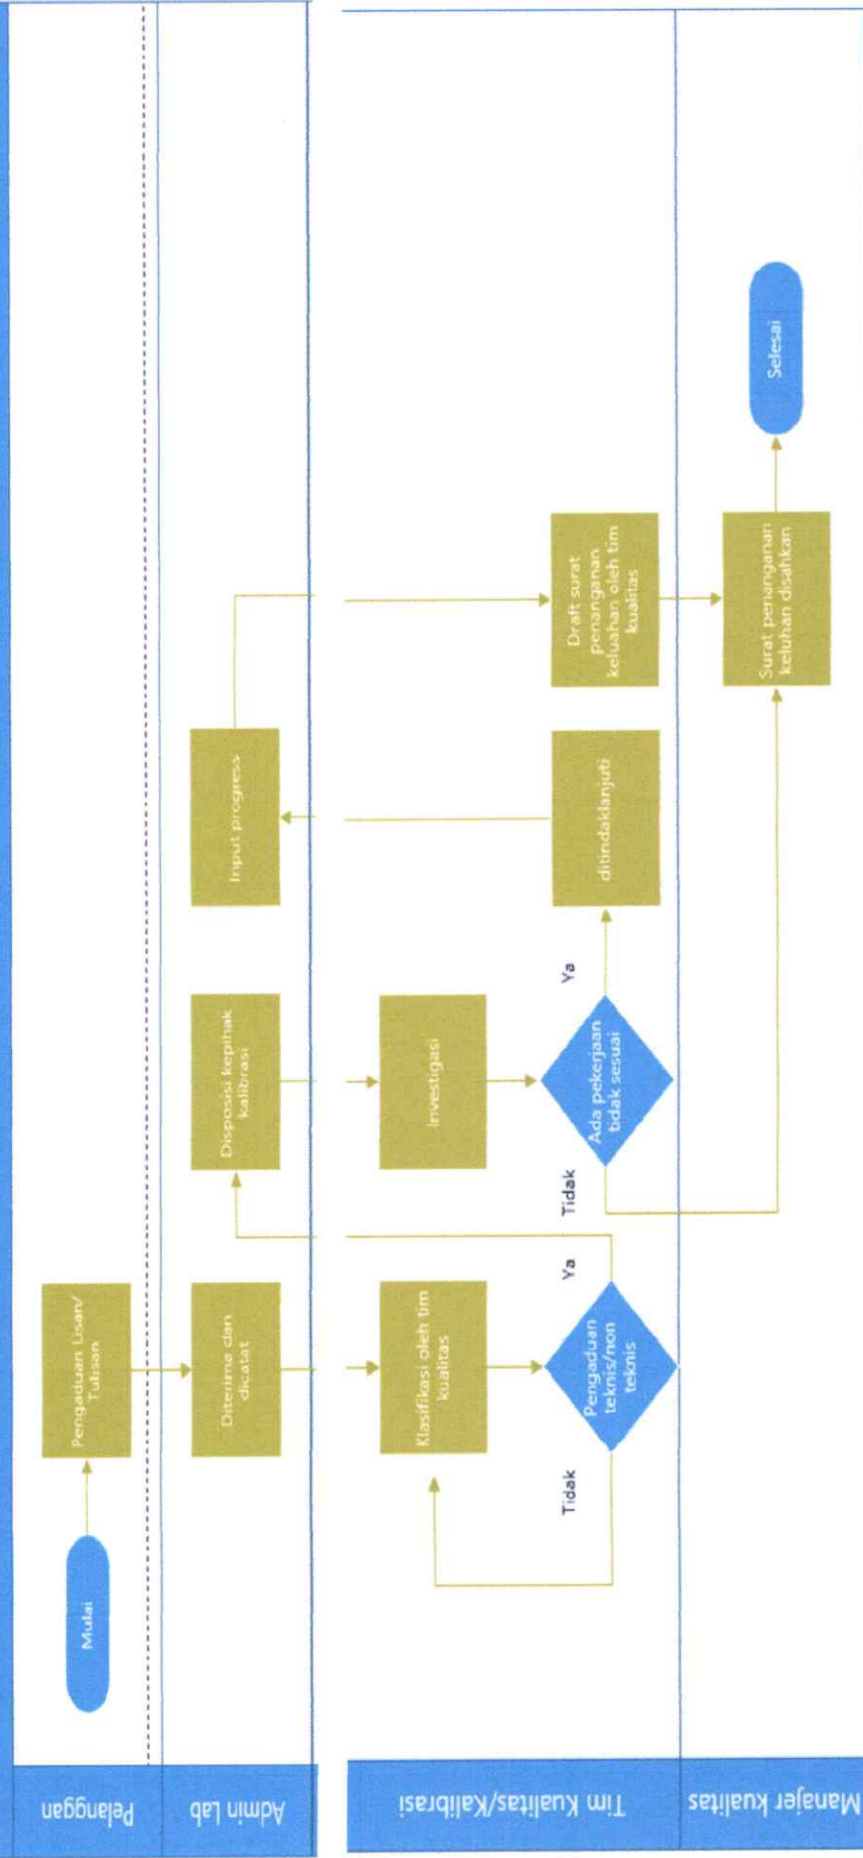 Pelanggan
Mulai
Pengaduan Lisan/
Tulisan
Admin Lab
Diterima dan
dicatat
Disposisi kepihak
kalibrasi
Input progress
Tim Kualitas/Kalibrasi
Klasifikasi oleh tim
kualitas
Tidak
Pengaduan
teknis/non
teknis
Ya
Investigasi
Tidak
Ada pekerjaan
tidak sesuai
Ya
ditindaklanjuti
Draft surat
penanganan
keluahan oleh tim
kualitas
Manajer kualitas
Surat penanganan
keluhan disahkan
Selesai